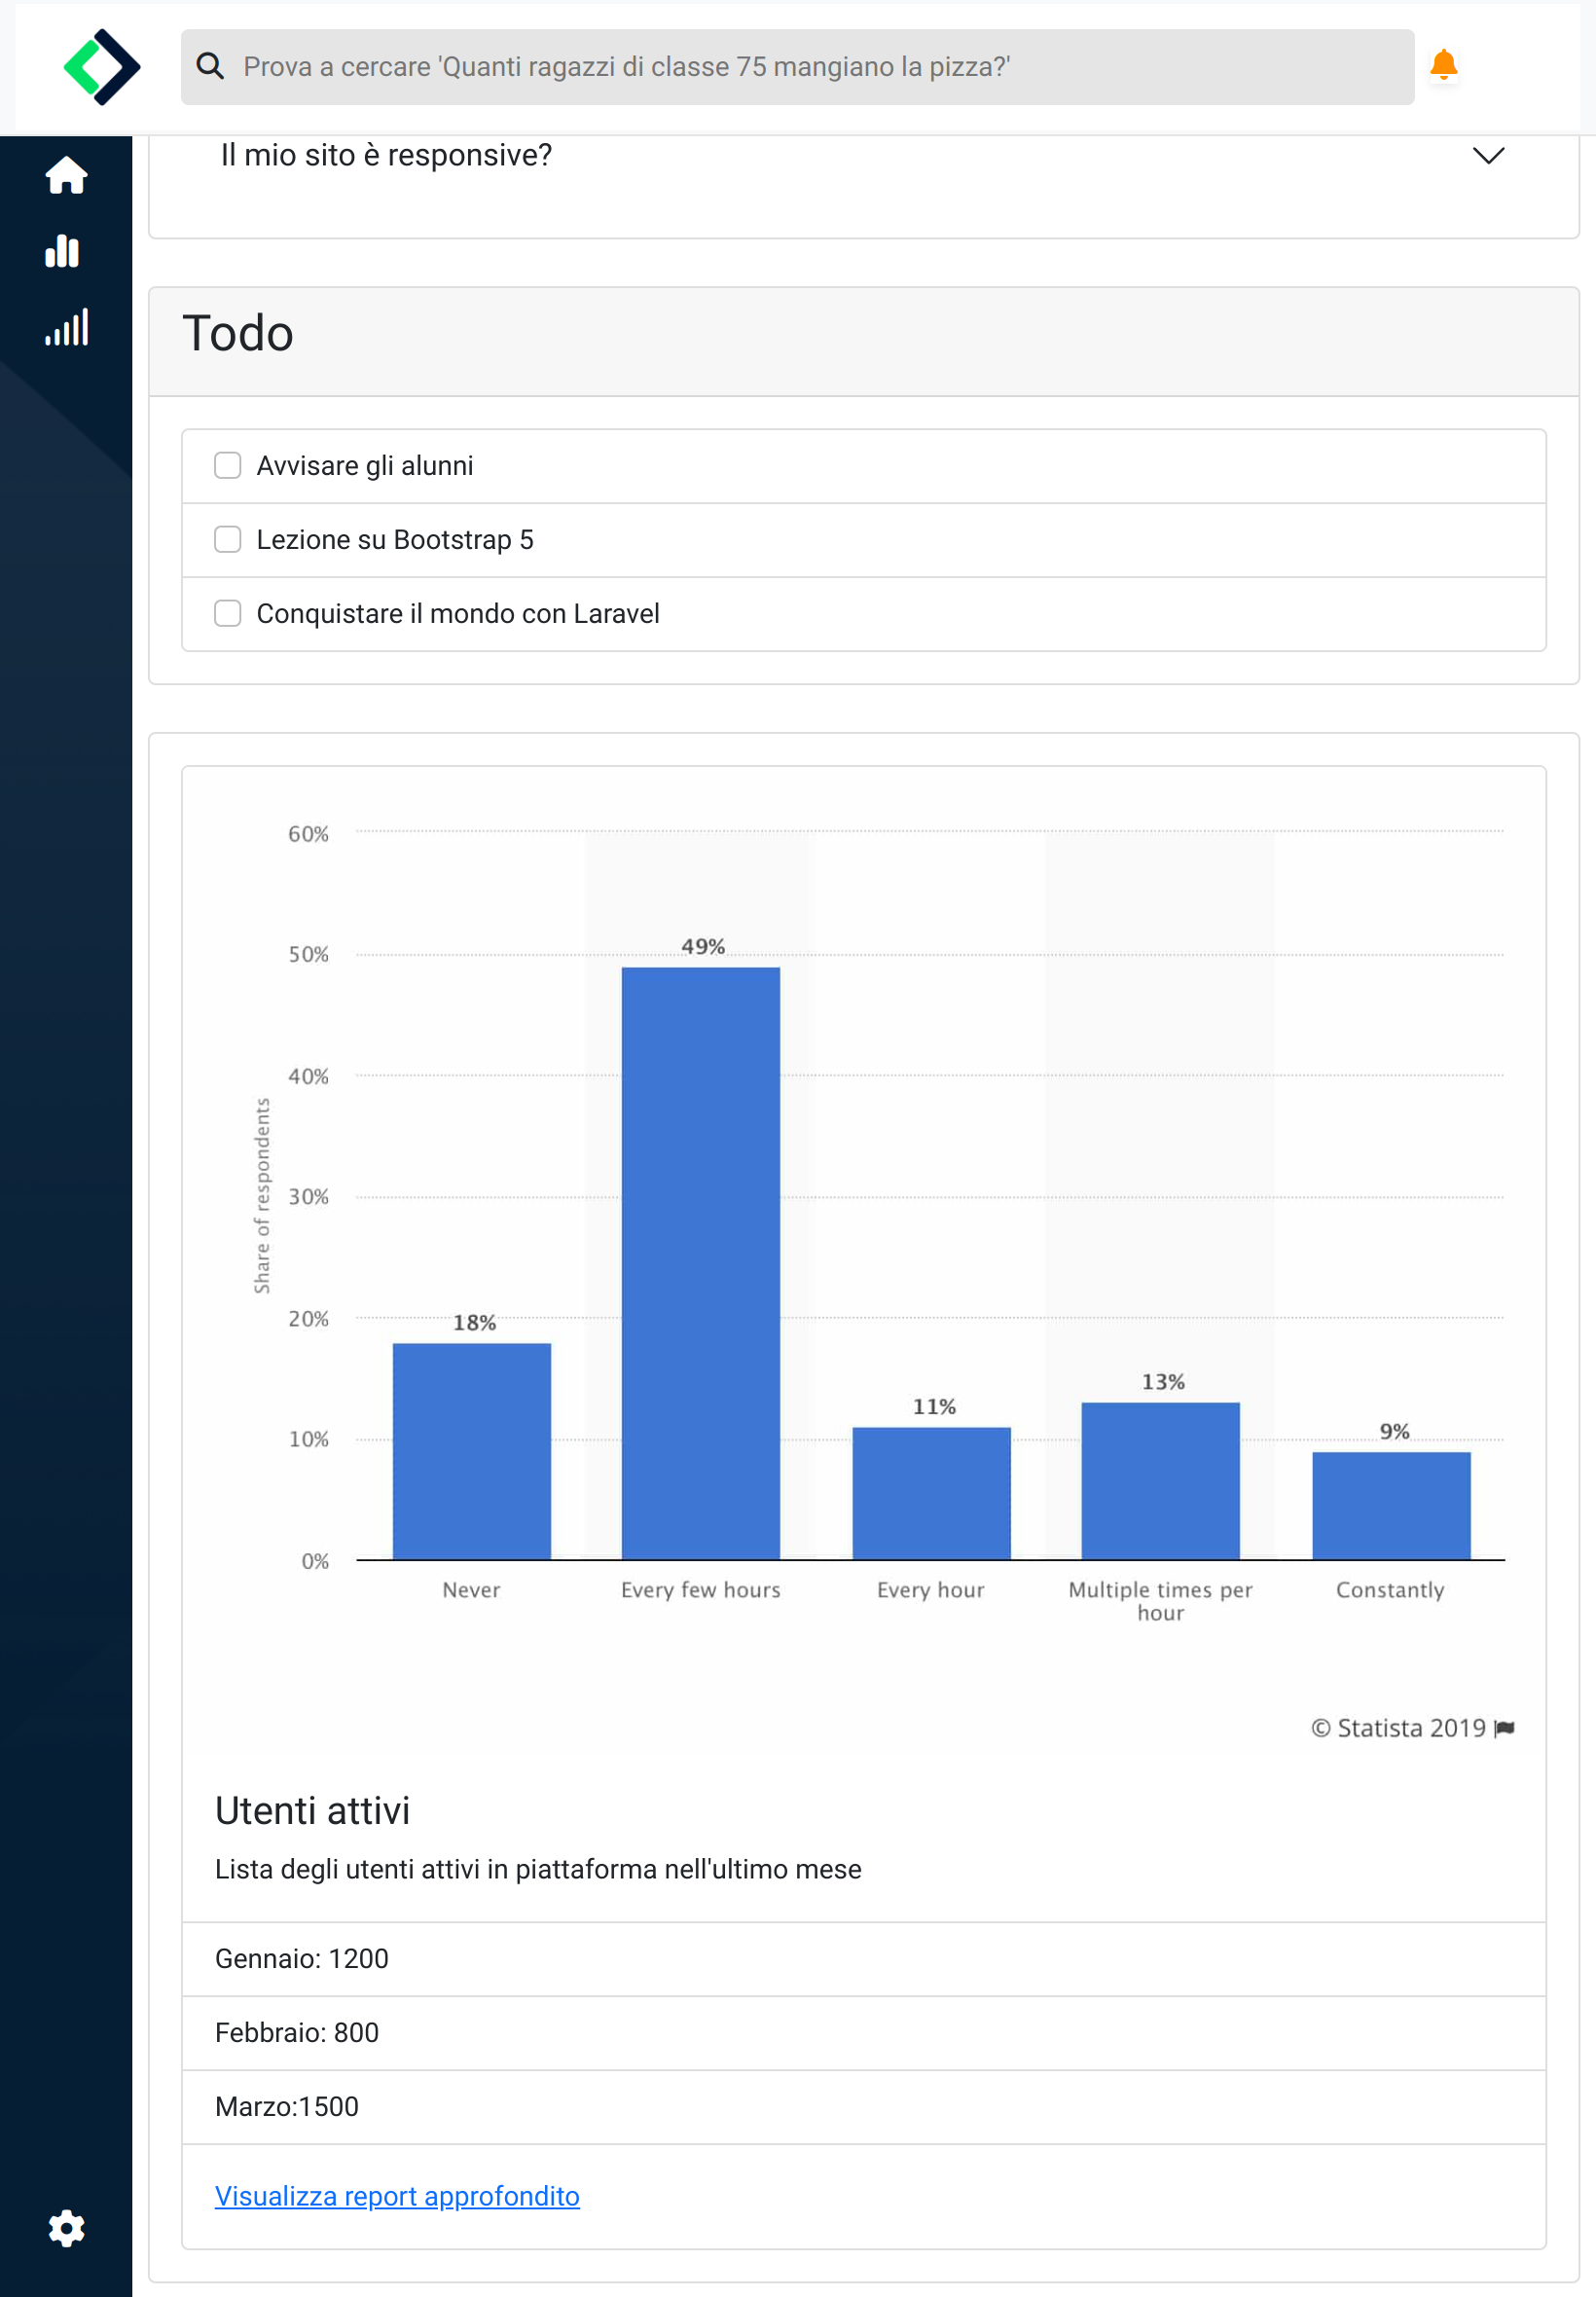 Prova a cercare 'Quanti ragazzi di classe 75 mangiano la pizza?'
Il mio sito è responsive?
Todo
Avvisare gli alunni
Lezione su Bootstrap 5
Conquistare il mondo con Laravel
60%
50%
40%
30%
20%
10%
0%
Share of respondents
18%
49%
11%
13%
9%
Never
Every few hours
Every hour
Multiple times per
hour
Constantly
© Statista 2019
Utenti attivi
Lista degli utenti attivi in piattaforma nell'ultimo mese
Gennaio: 1200
Febbraio: 800
Marzo:1500
Visualizza report approfondito